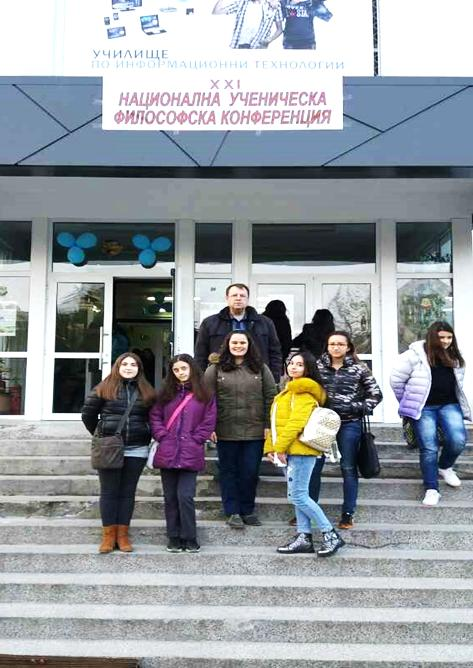 УЧИЛИЩЕ
ПО ИНФОРМАЦИОННИ ТЕХНОЛОГИИ
XXI
НАЦИОНАЛНА УЧЕНИЧЕСКА
ФИЛОСОФСКА КОНФЕРЕНЦИЯ